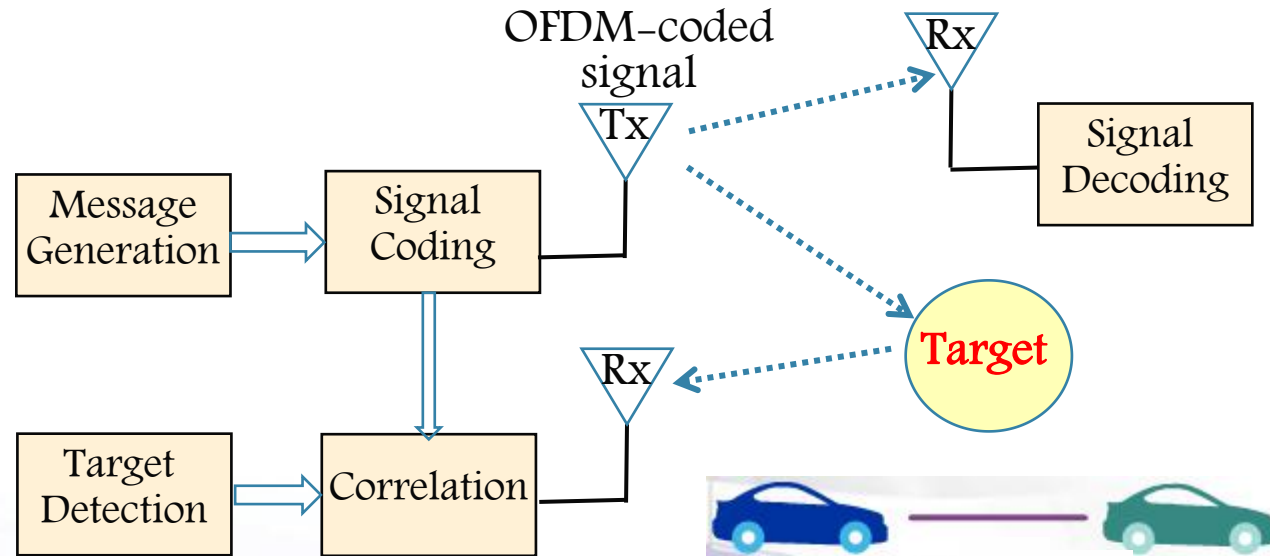 OFDM-coded
signal
Rx
Tx
Signal
Decoding
Message
Generation
Signal
Coding
Target
Rx
Target
Detection
Correlation